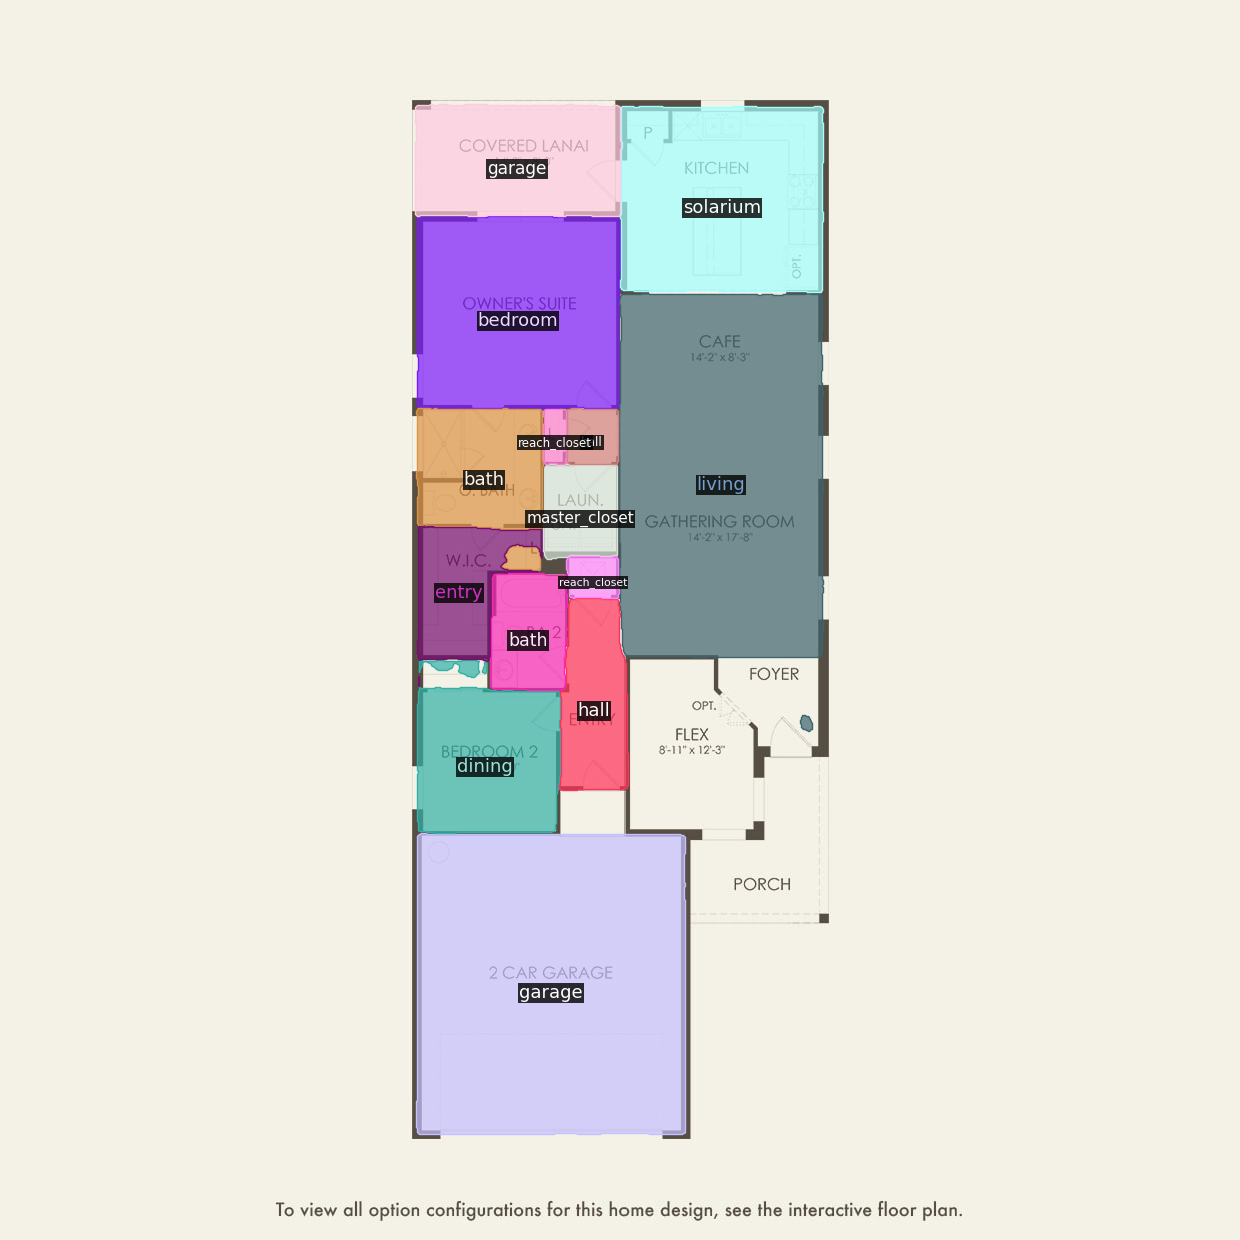 COVERED LANAI
garage
P
KITCHEN
solarium
OPT.
OWNER'S SUITE
bedroom
CAFE
14'-2" x 8'-3"
reach_closet
bath
O. BATH
living
LAUN.
master_closet
GATHERING ROOM
14'-2" x 17'-8"
W.I.C.
entry
reach_closet
BA 2
bath
FOYER
OPT.
hall
ENTRY
FLEX
8'-11" x 12'-3"
BEDROOM 2
dining
PORCH
2 CAR GARAGE
garage
To view all option configurations for this home design, see the interactive floor plan.